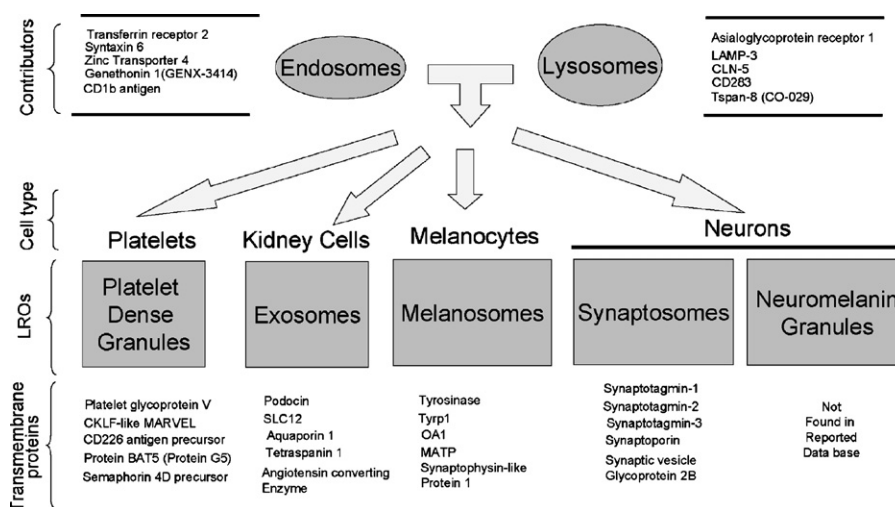 Contributors
Transferrin receptor 2
Syntaxin 6
Zinc Transporter 4
Genethonin 1(GENX-3414)
CD1b antigen
Endosomes
Lysosomes
Asialoglycoprotein receptor 1
LAMP-3
CLN-5
CD283
Tspan-8 (CO-029)
Cell type
Platelets
Kidney Cells
Melanocytes
Neurons
LROs
Platelet
Dense
Granules
Exosomes
Melanosomes
Synaptosomes
Neuromelanin
Granules
Transmembrane
proteins
Platelet glycoprotein V
CKLF-like MARVEL
CD226 antigen precursor
Protein BAT5 (Protein G5)
Semaphorin 4D precursor
Podocin
SLC12
Aquaporin 1
Tetraspanin 1
Angiotensin converting
Enzyme
Tyrosinase
Tyrp1
OA1
MATP
Synaptophysin-like
Protein 1
Synaptotagmin-1
Synaptotagmin-2
Synaptotagmin-3
Synaptoporin
Synaptic vesicle
Glycoprotein 2B
Not
Found in
Reported
Data base